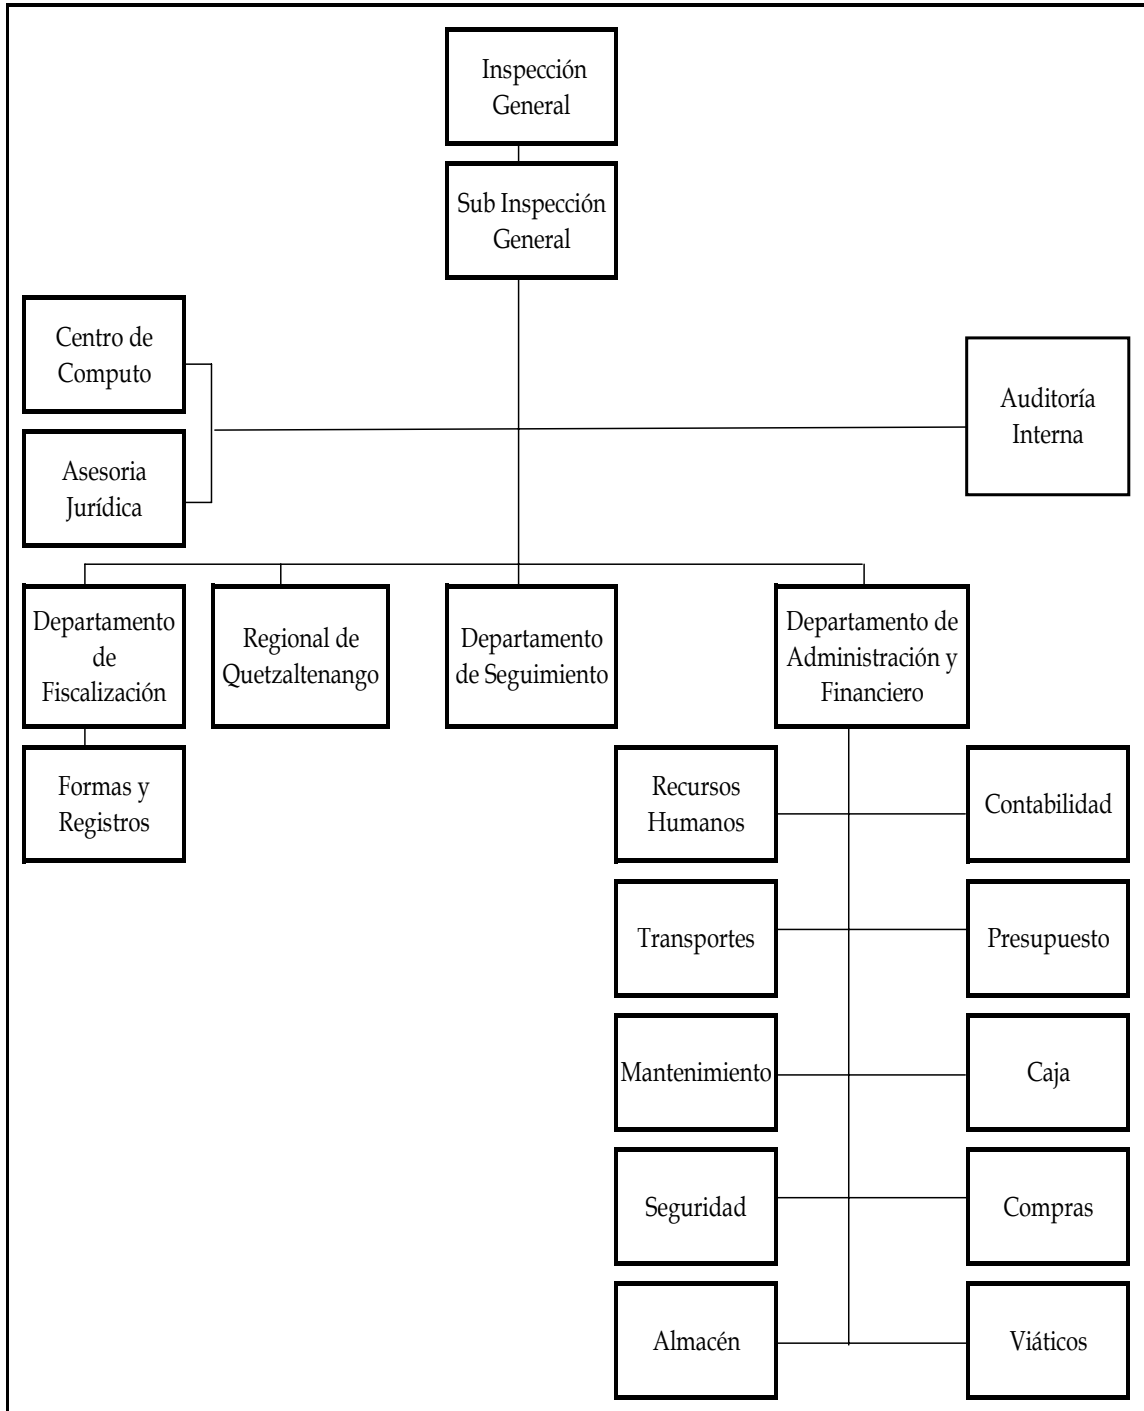 Inspección
General
Sub Inspección
General
Centro de
Computo
Auditoría
Interna
Asesoria
Jurídica
Departamento
de
Fiscalización
Regional de
Quetzaltenango
Departamento
de Seguimiento
Departamento de
Administración y
Financiero
Formas y
Registros
Recursos
Humanos
Contabilidad
Transportes
Presupuesto
Mantenimiento
Caja
Seguridad
Compras
Almacén
Viáticos